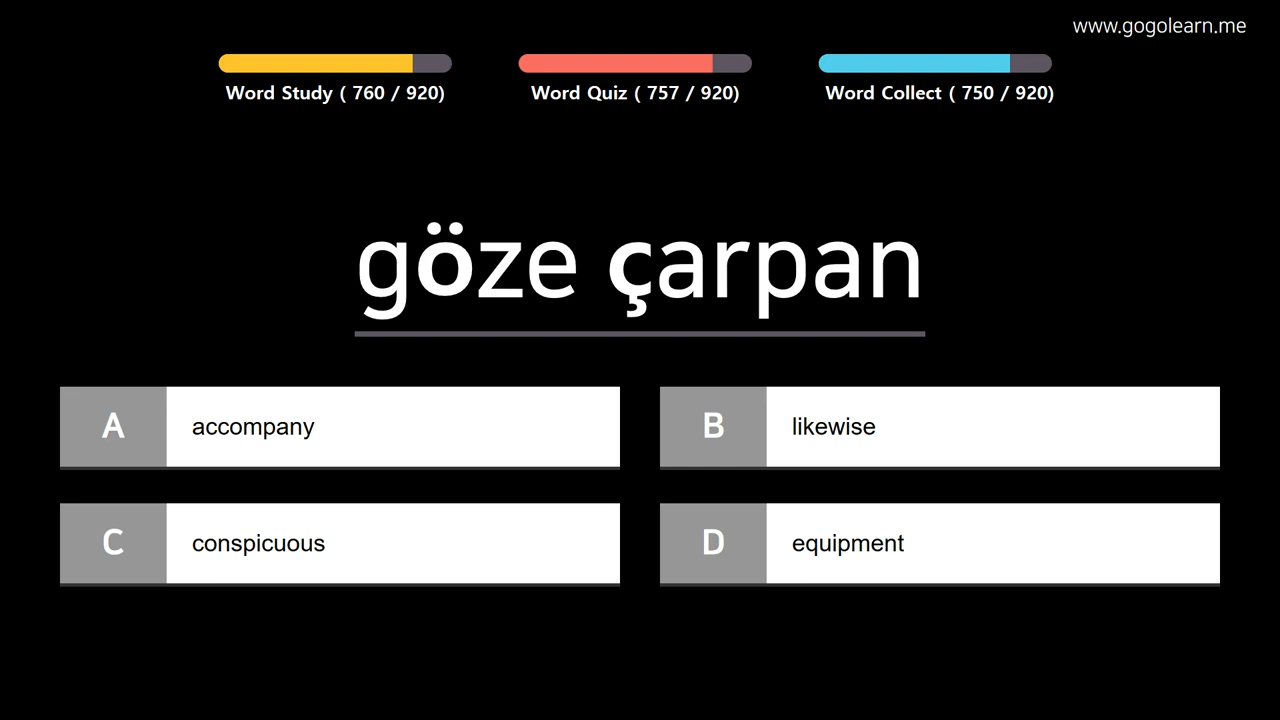 www.gogolearn.me
Word Study ( 760 / 920)
Word Quiz ( 757 / 920)
Word Collect ( 750 / 920)
göze çarpan
A accompany
B likewise
C conspicuous
D equipment